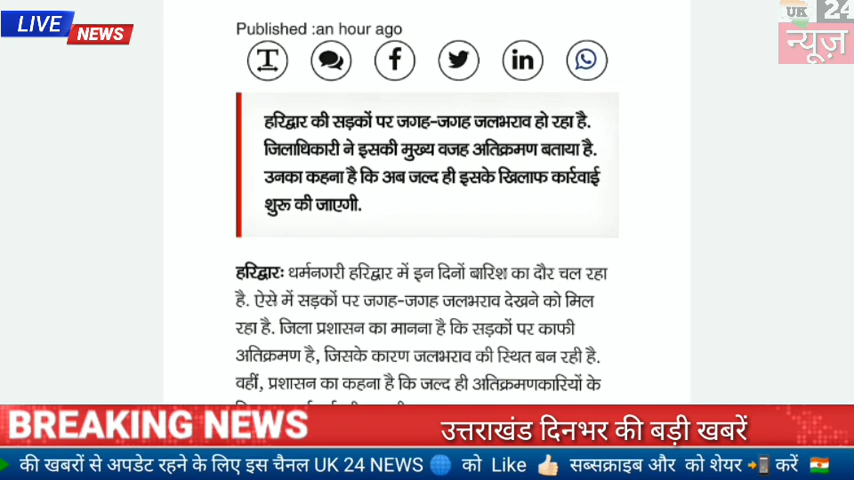 LIVE
NEWS
UK 24
न्यूज़
Published :an hour ago
हरिद्वार की सड़कों पर जगह-जगह जलभराव हो रहा है.
जिलाधिकारी ने इसकी मुख्य वजह अतिक्रमण बताया है.
उनका कहना है कि अब जल्द ही इसके खिलाफ कार्रवाई
शुरू की जाएगी.
हरिद्वारः धर्मनगरी हरिद्वार में इन दिनों बारिश का दौर चल रहा
है. ऐसे में सड़कों पर जगह-जगह जलभराव देखने को मिल
रहा है. जिला प्रशासन का मानना है कि सड़कों पर काफी
अतिक्रमण है, जिसके कारण जलभराव की स्थित बन रही है.
वहीं, प्रशासन का कहना है कि जल्द ही अतिक्रमणकारियों के
BREAKING NEWS
उत्तराखंड दिनभर की बड़ी खबरें
की खबरों से अपडेट रहने के लिए इस चैनल UK 24 NEWS 🌐 को Like 👍🏻 सब्सक्राइब और को शेयर 📲 करें 🇮🇳